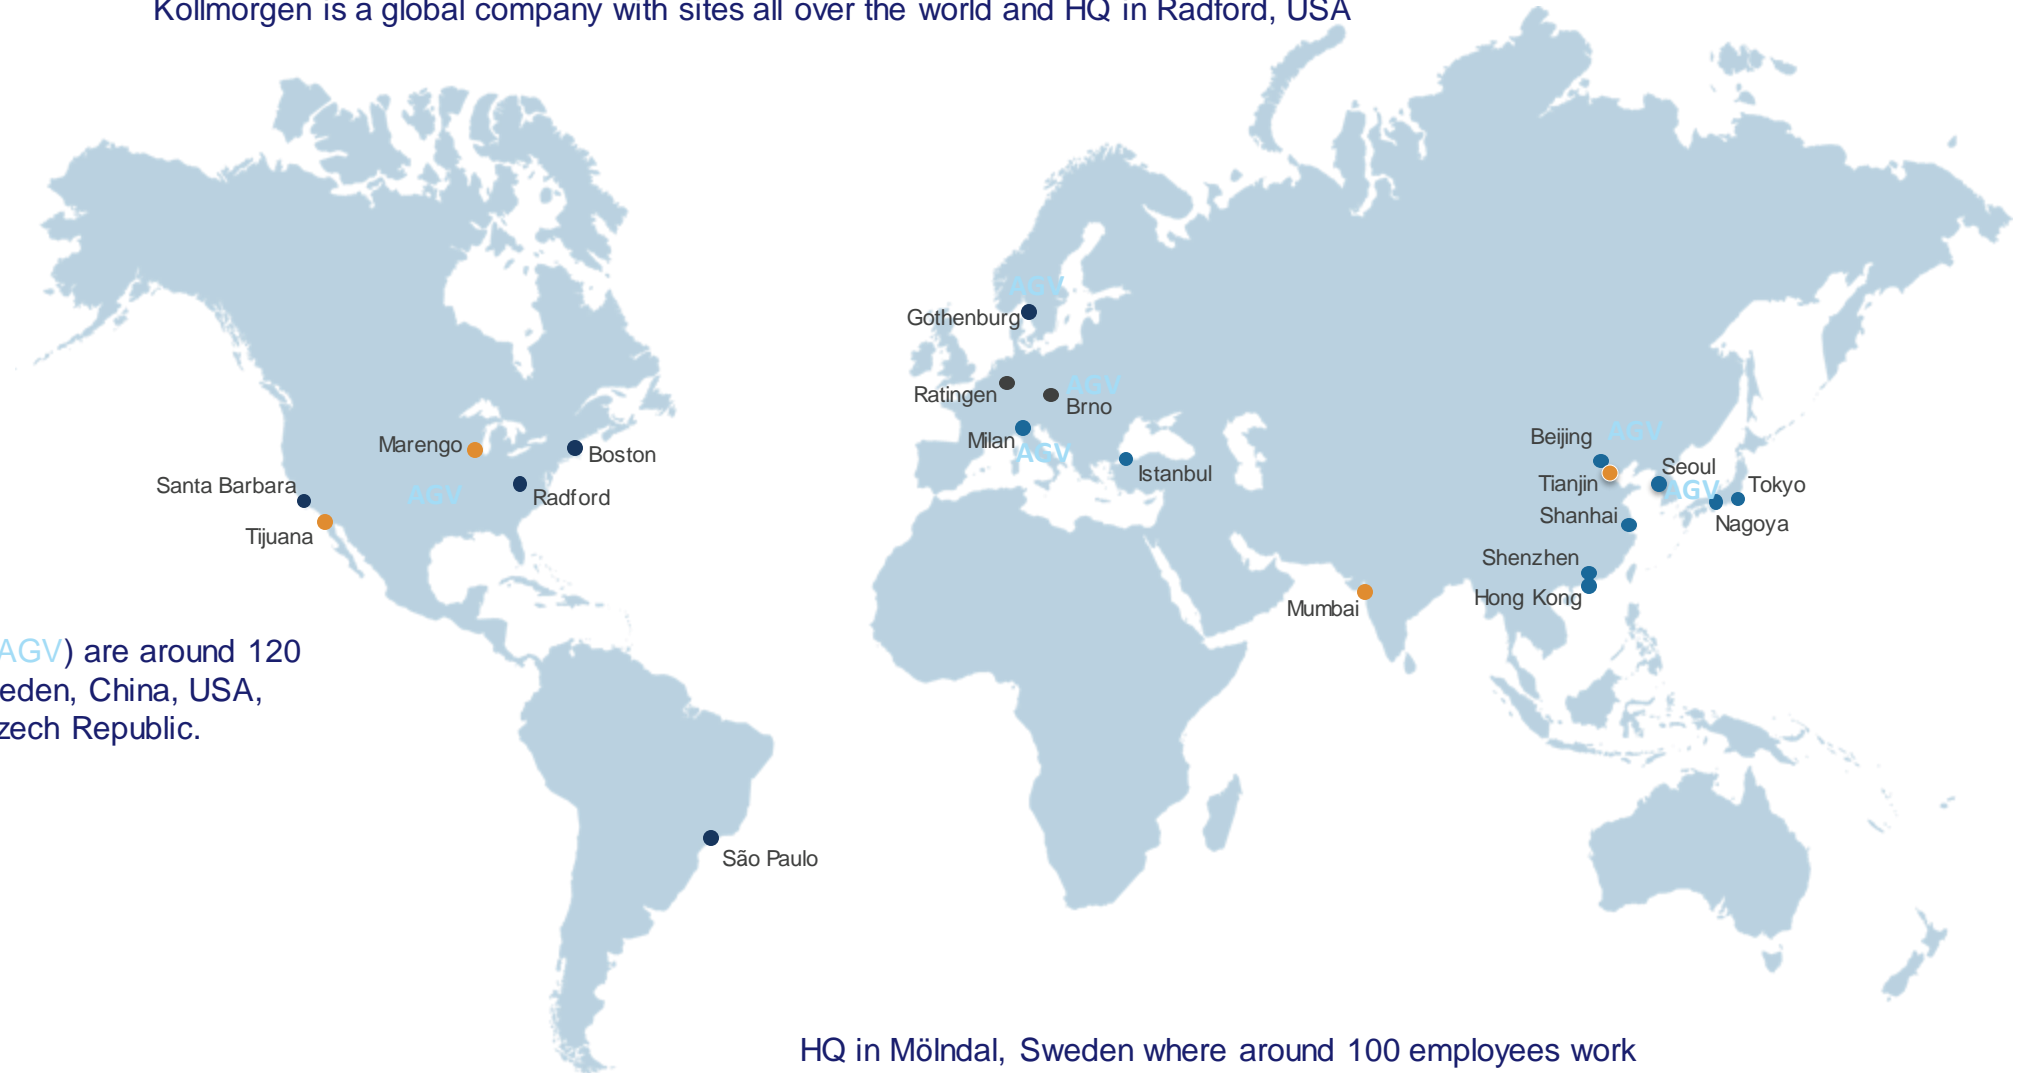 Kollmorgen is a global company with sites all over the world and HQ in Radford, USA
AGV
Gothenburg
Ratingen
AGV
Brno
Milan
AGV
Istanbul
Marengo
Boston
Santa Barbara
AGV
Radford
Tijuana
Beijing
AGV
Seoul
Tianjin
AGV
Tokyo
Shanhai
Nagoya
Shenzhen
Hong Kong
Mumbai
AGV) are around 120
eden, China, USA,
zech Republic.
São Paulo
HQ in Mölndal, Sweden where around 100 employees work